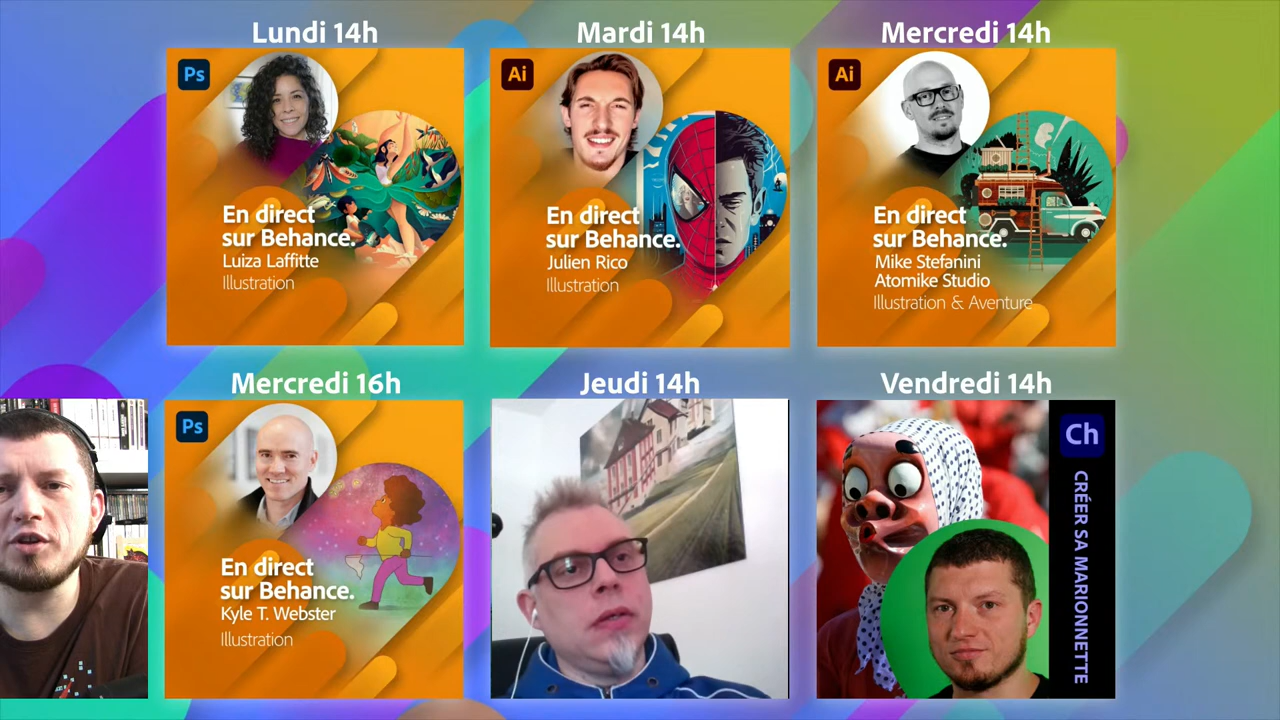 Lundi 14h
Mardi 14h
Mercredi 14h
Ps
En direct
sur Behance.
Luiza Laffitte
Illustration
Ai
En direct
sur Behance.
Julien Rico
Illustration
Ai
En direct
sur Behance.
Mike Stefanini
Atomike Studio
Illustration & Aventure
Mercredi 16h
Jeudi 14h
Vendredi 14h
Ps
En direct
sur Behance.
Kyle T. Webster
Illustration
Ch
CRÉER SA MARIONNETTE